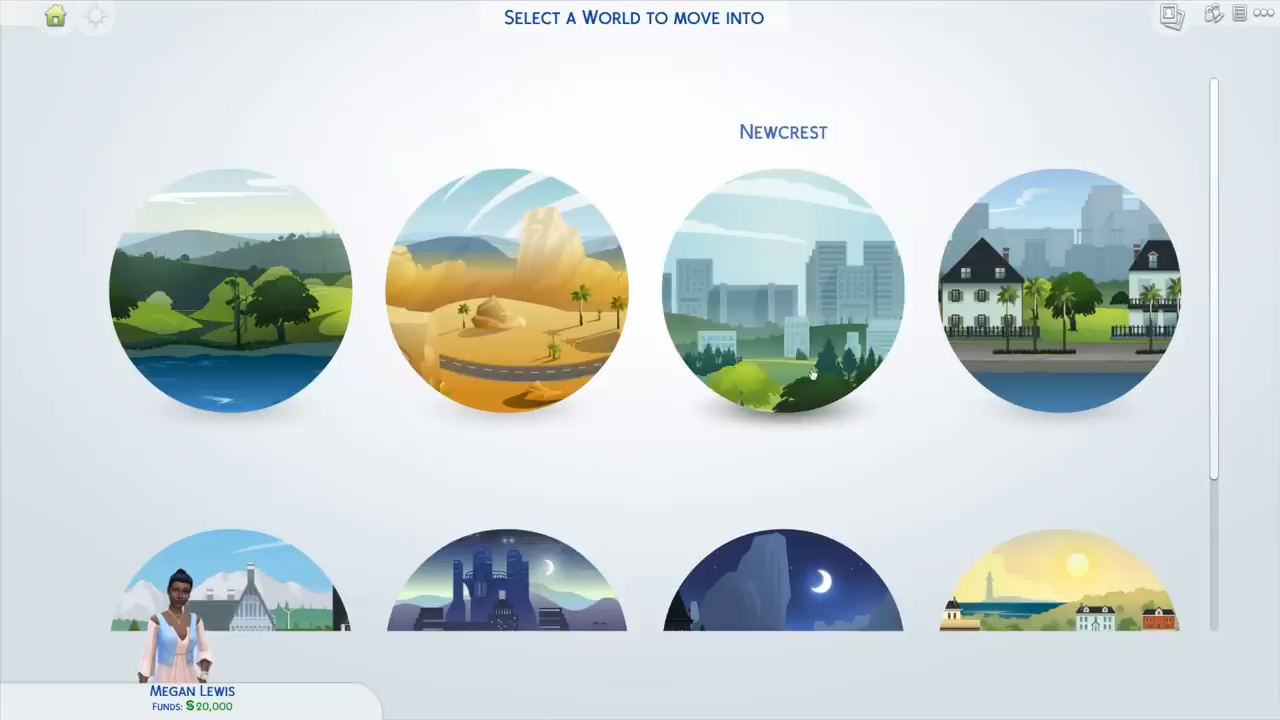 Select a World to move into
Newcrest
Megan Lewis
Funds: §20,000